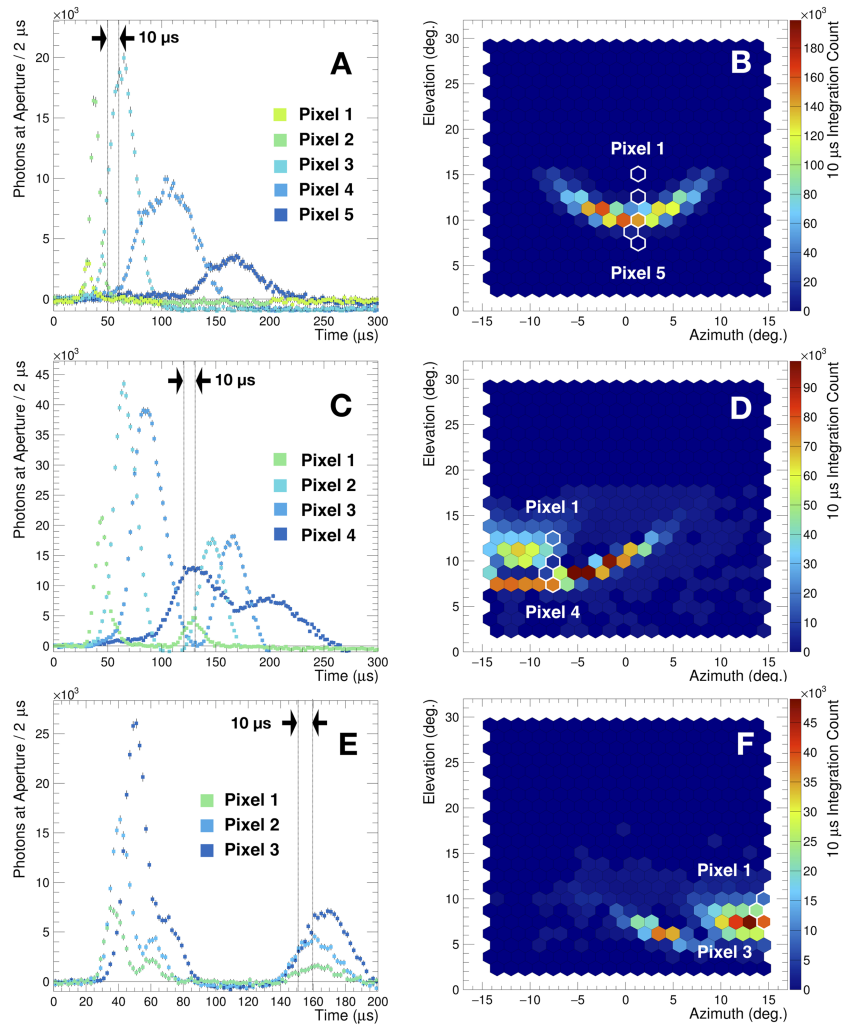 ×10³
Photons at Aperture / 2 μs
20
15
10
5
0
10 μs
A
Pixel 1
Pixel 2
Pixel 3
Pixel 4
Pixel 5
0 50 100 150 200 250 300
Time (μs)
Elevation (deg.)
30
25
20
15
10
5
0
B
Pixel 1
Pixel 5
−15 −10 −5 0 5 10 15
Azimuth (deg.)
×10³
180
160
140
120
100
80
60
40
20
0
10 μs Integration Count
×10³
Photons at Aperture / 2 μs
45
40
35
30
25
20
15
10
5
0
10 μs
C
Pixel 1
Pixel 2
Pixel 3
Pixel 4
0 50 100 150 200 250 300
Time (μs)
Elevation (deg.)
30
25
20
15
10
5
0
D
Pixel 1
Pixel 4
−15 −10 −5 0 5 10 15
Azimuth (deg.)
×10³
90
80
70
60
50
40
30
20
10
0
10 μs Integration Count
×10³
Photons at Aperture / 2 μs
25
20
15
10
5
0
10 μs
E
Pixel 1
Pixel 2
Pixel 3
0 20 40 60 80 100 120 140 160 180 200
Time (μs)
Elevation (deg.)
30
25
20
15
10
5
0
F
Pixel 1
Pixel 3
−15 −10 −5 0 5 10 15
Azimuth (deg.)
×10³
45
40
35
30
25
20
15
10
5
0
10 μs Integration Count